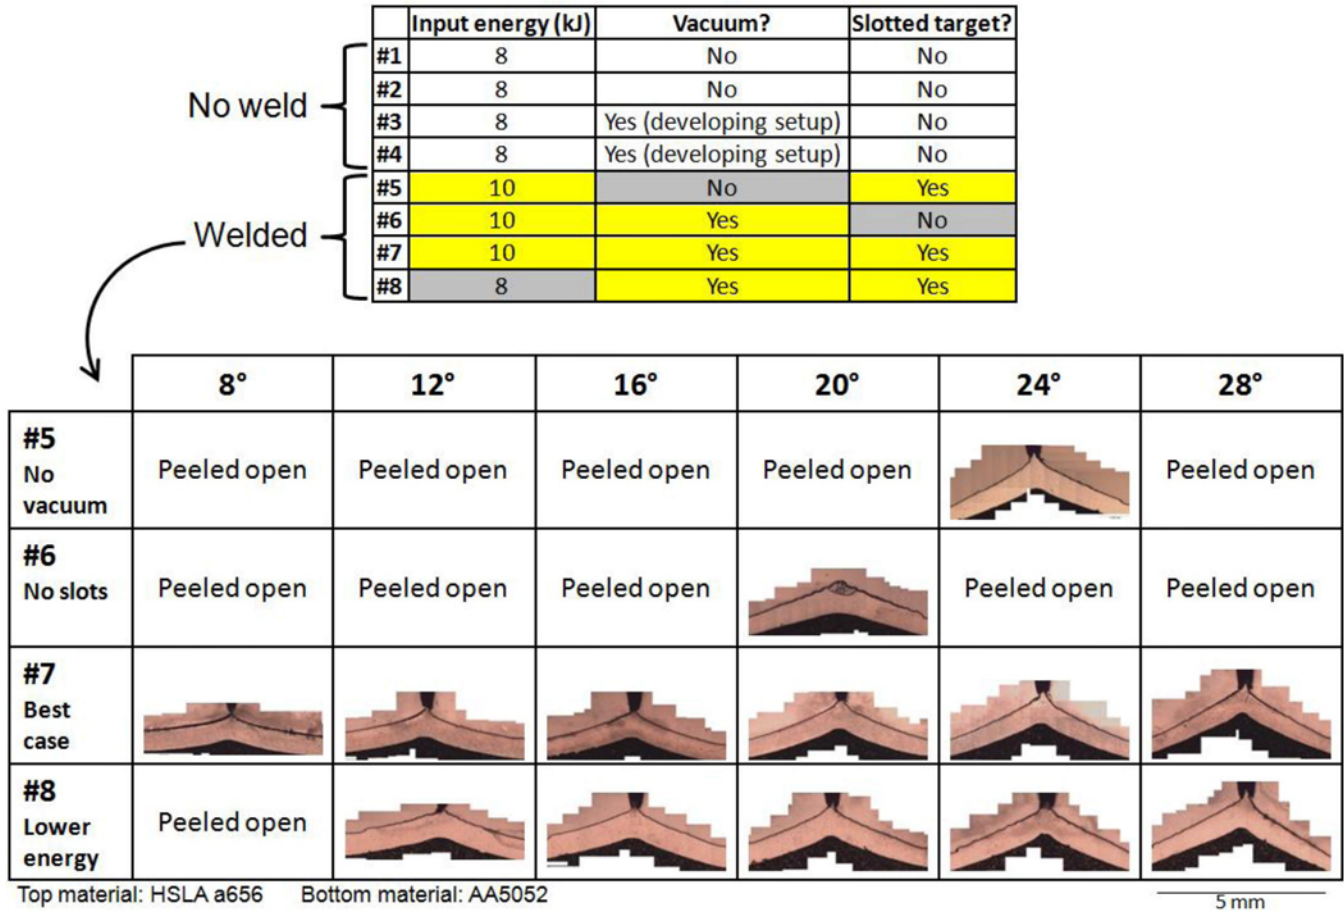 Input energy (kJ) Vacuum? Slotted target?
#1 8 No No
#2 8 No No
#3 8 Yes (developing setup) No
#4 8 Yes (developing setup) No
#5 10 No Yes
#6 10 Yes No
#7 10 Yes Yes
#8 8 Yes Yes
No weld
Welded
8° 12° 16° 20° 24° 28°
#5
No
vacuum
Peeled open Peeled open Peeled open Peeled open Peeled open
#6
No slots
Peeled open Peeled open Peeled open Peeled open Peeled open
#7
Best
case
#8
Lower
energy
Peeled open
Top material: HSLA a656 Bottom material: AA5052
5 mm